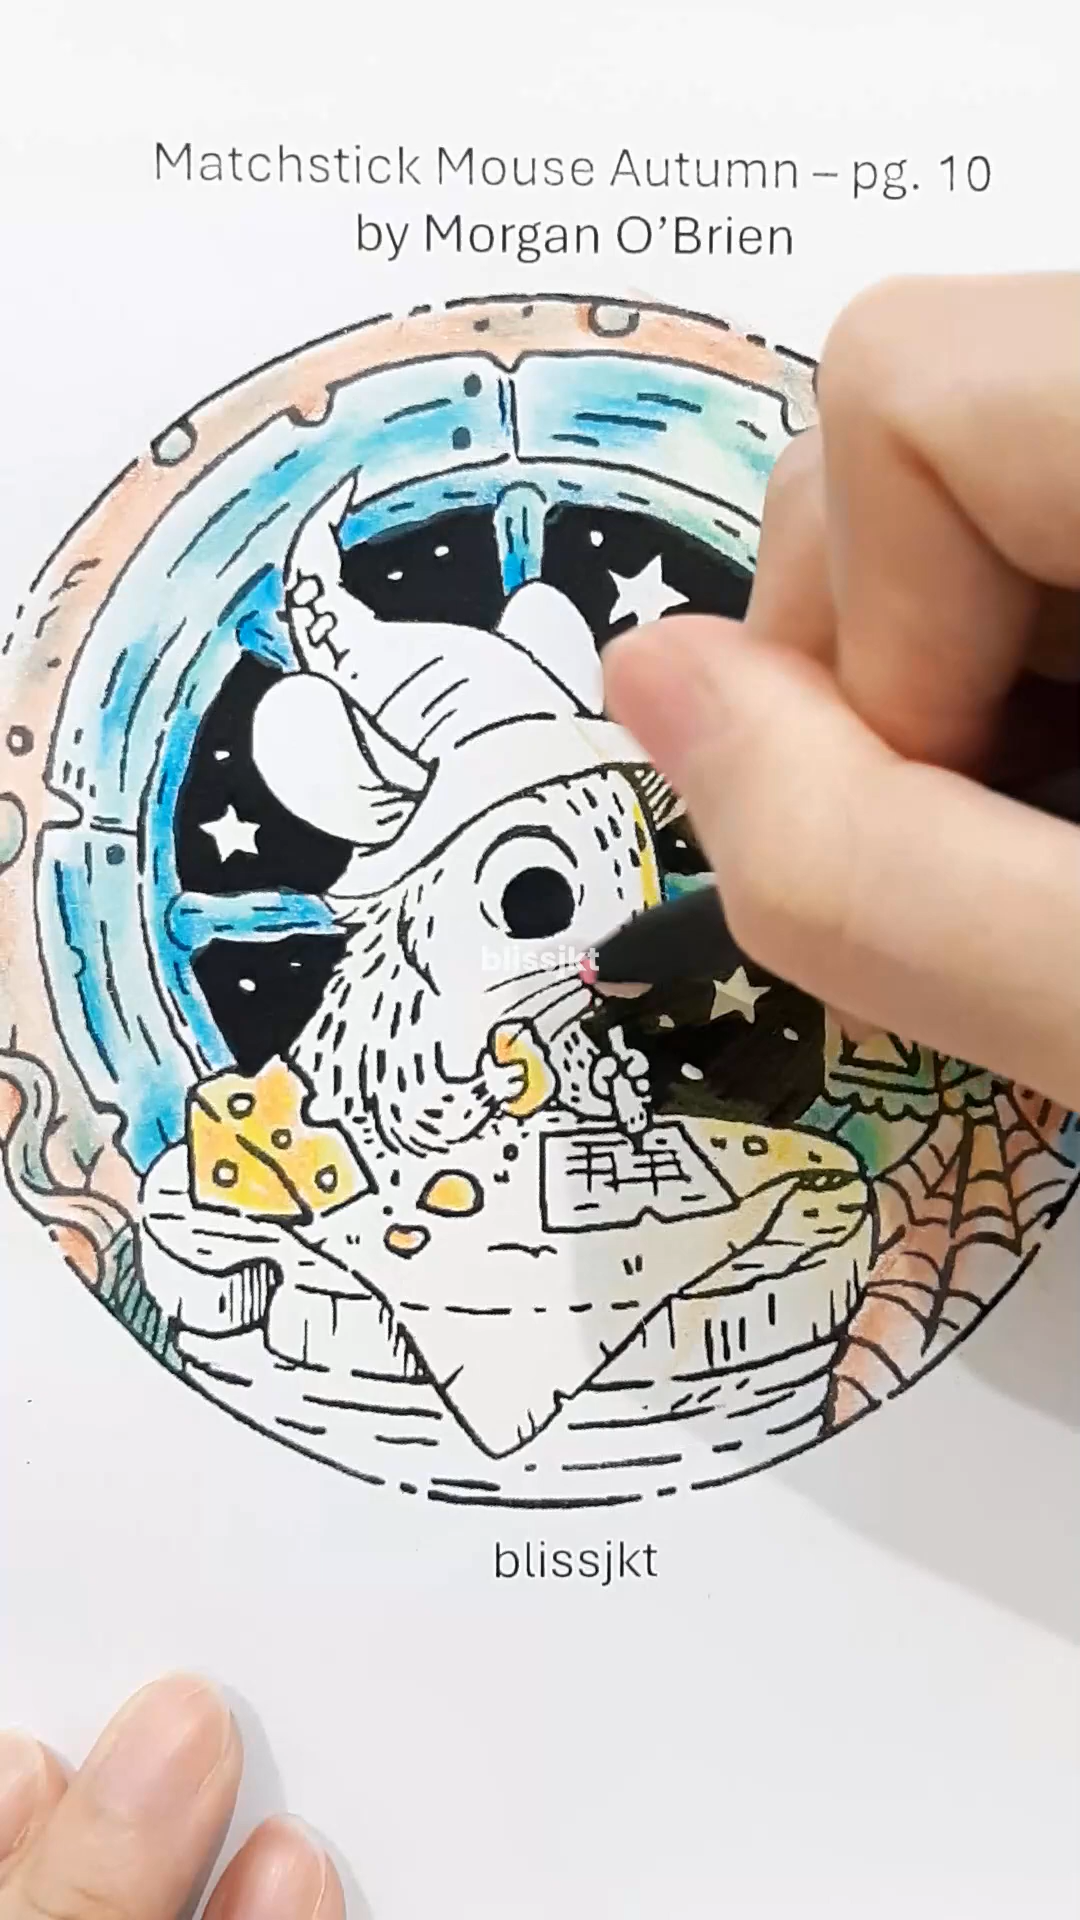 Matchstick Mouse Autumn – pg. 10
by Morgan O’Brien
blissjkt
blissjkt